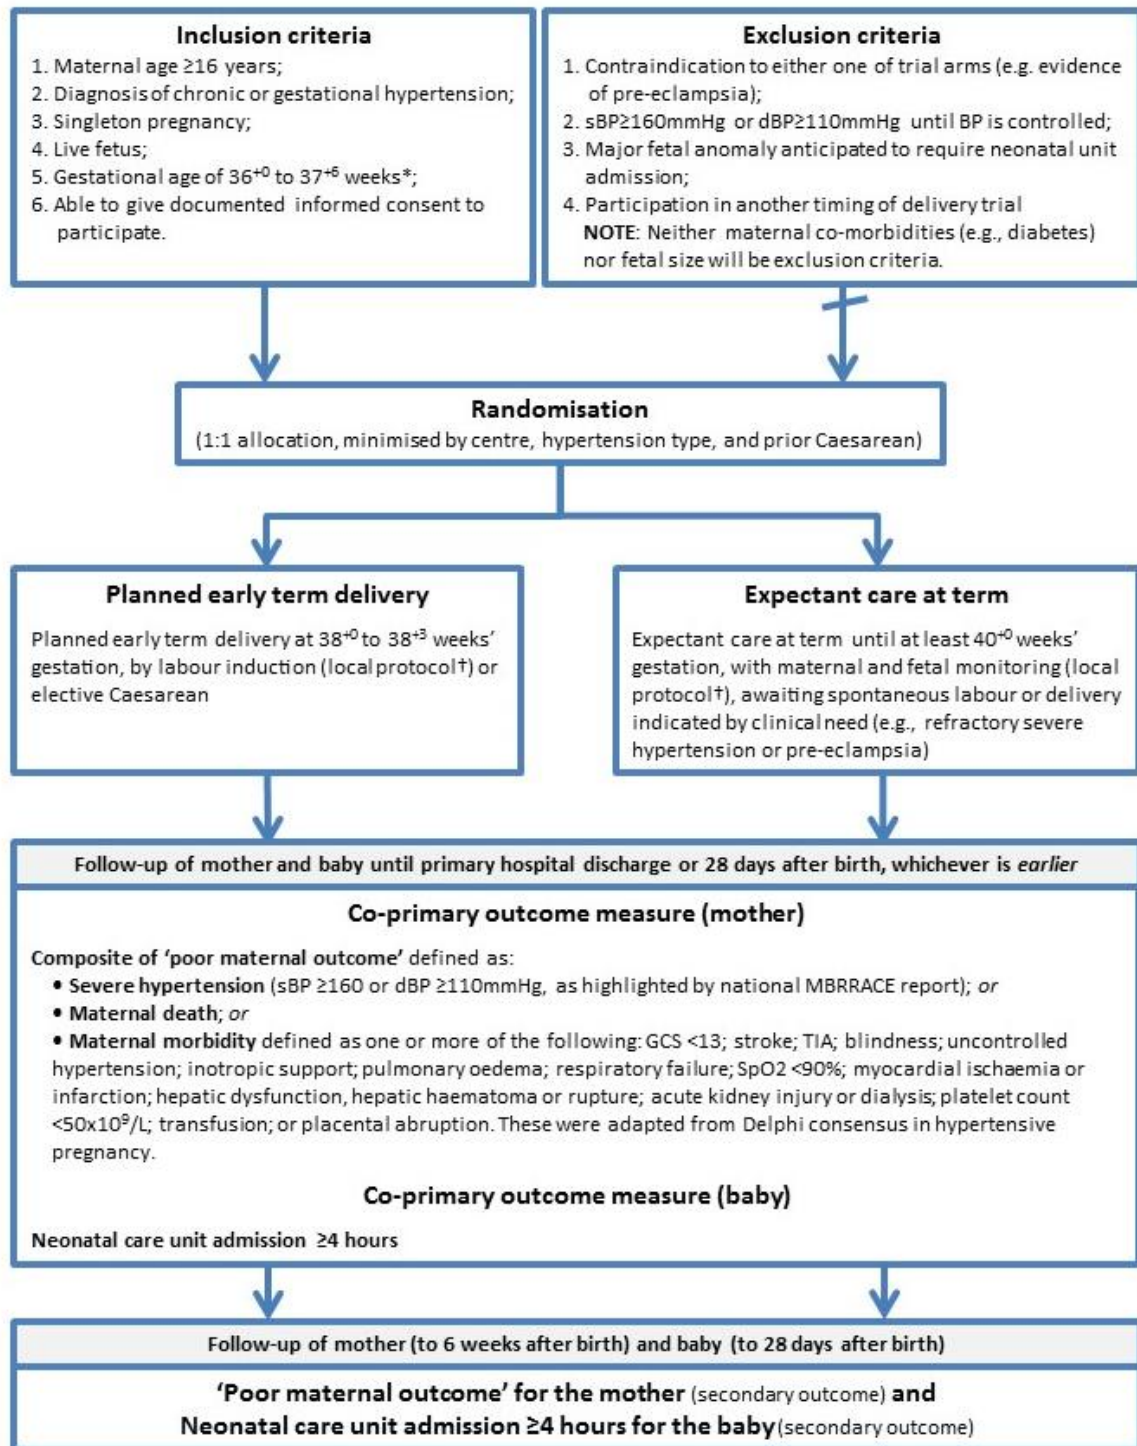 Inclusion criteria
1. Maternal age ≥16 years;
2. Diagnosis of chronic or gestational hypertension;
3. Singleton pregnancy;
4. Live fetus;
5. Gestational age of 36⁺⁰ to 37⁺⁶ weeks*;
6. Able to give documented informed consent to
participate.
Exclusion criteria
1. Contraindication to either one of trial arms (e.g. evidence
of pre-eclampsia);
2. sBP≥160mmHg or dBP≥110mmHg until BP is controlled;
3. Major fetal anomaly anticipated to require neonatal unit
admission;
4. Participation in another timing of delivery trial
NOTE: Neither maternal co-morbidities (e.g., diabetes)
nor fetal size will be exclusion criteria.
Randomisation
(1:1 allocation, minimised by centre, hypertension type, and prior Caesarean)
Planned early term delivery
Planned early term delivery at 38⁺⁰ to 38⁺³ weeks'
gestation, by labour induction (local protocol†) or
elective Caesarean
Expectant care at term
Expectant care at term until at least 40⁺⁰ weeks'
gestation, with maternal and fetal monitoring (local
protocol†), awaiting spontaneous labour or delivery
indicated by clinical need (e.g., refractory severe
hypertension or pre-eclampsia)
Follow-up of mother and baby until primary hospital discharge or 28 days after birth, whichever is earlier
Co-primary outcome measure (mother)
Composite of 'poor maternal outcome' defined as:
• Severe hypertension (sBP ≥160 or dBP ≥110mmHg, as highlighted by national MBRRACE report); or
• Maternal death; or
• Maternal morbidity defined as one or more of the following: GCS <13; stroke; TIA; blindness; uncontrolled
hypertension; inotropic support; pulmonary oedema; respiratory failure; SpO2 <90%; myocardial ischaemia or
infarction; hepatic dysfunction, hepatic haematoma or rupture; acute kidney injury or dialysis; platelet count
<50x10⁹/L; transfusion; or placental abruption. These were adapted from Delphi consensus in hypertensive
pregnancy.
Co-primary outcome measure (baby)
Neonatal care unit admission ≥4 hours
Follow-up of mother (to 6 weeks after birth) and baby (to 28 days after birth)
'Poor maternal outcome' for the mother (secondary outcome) and
Neonatal care unit admission ≥4 hours for the baby (secondary outcome)